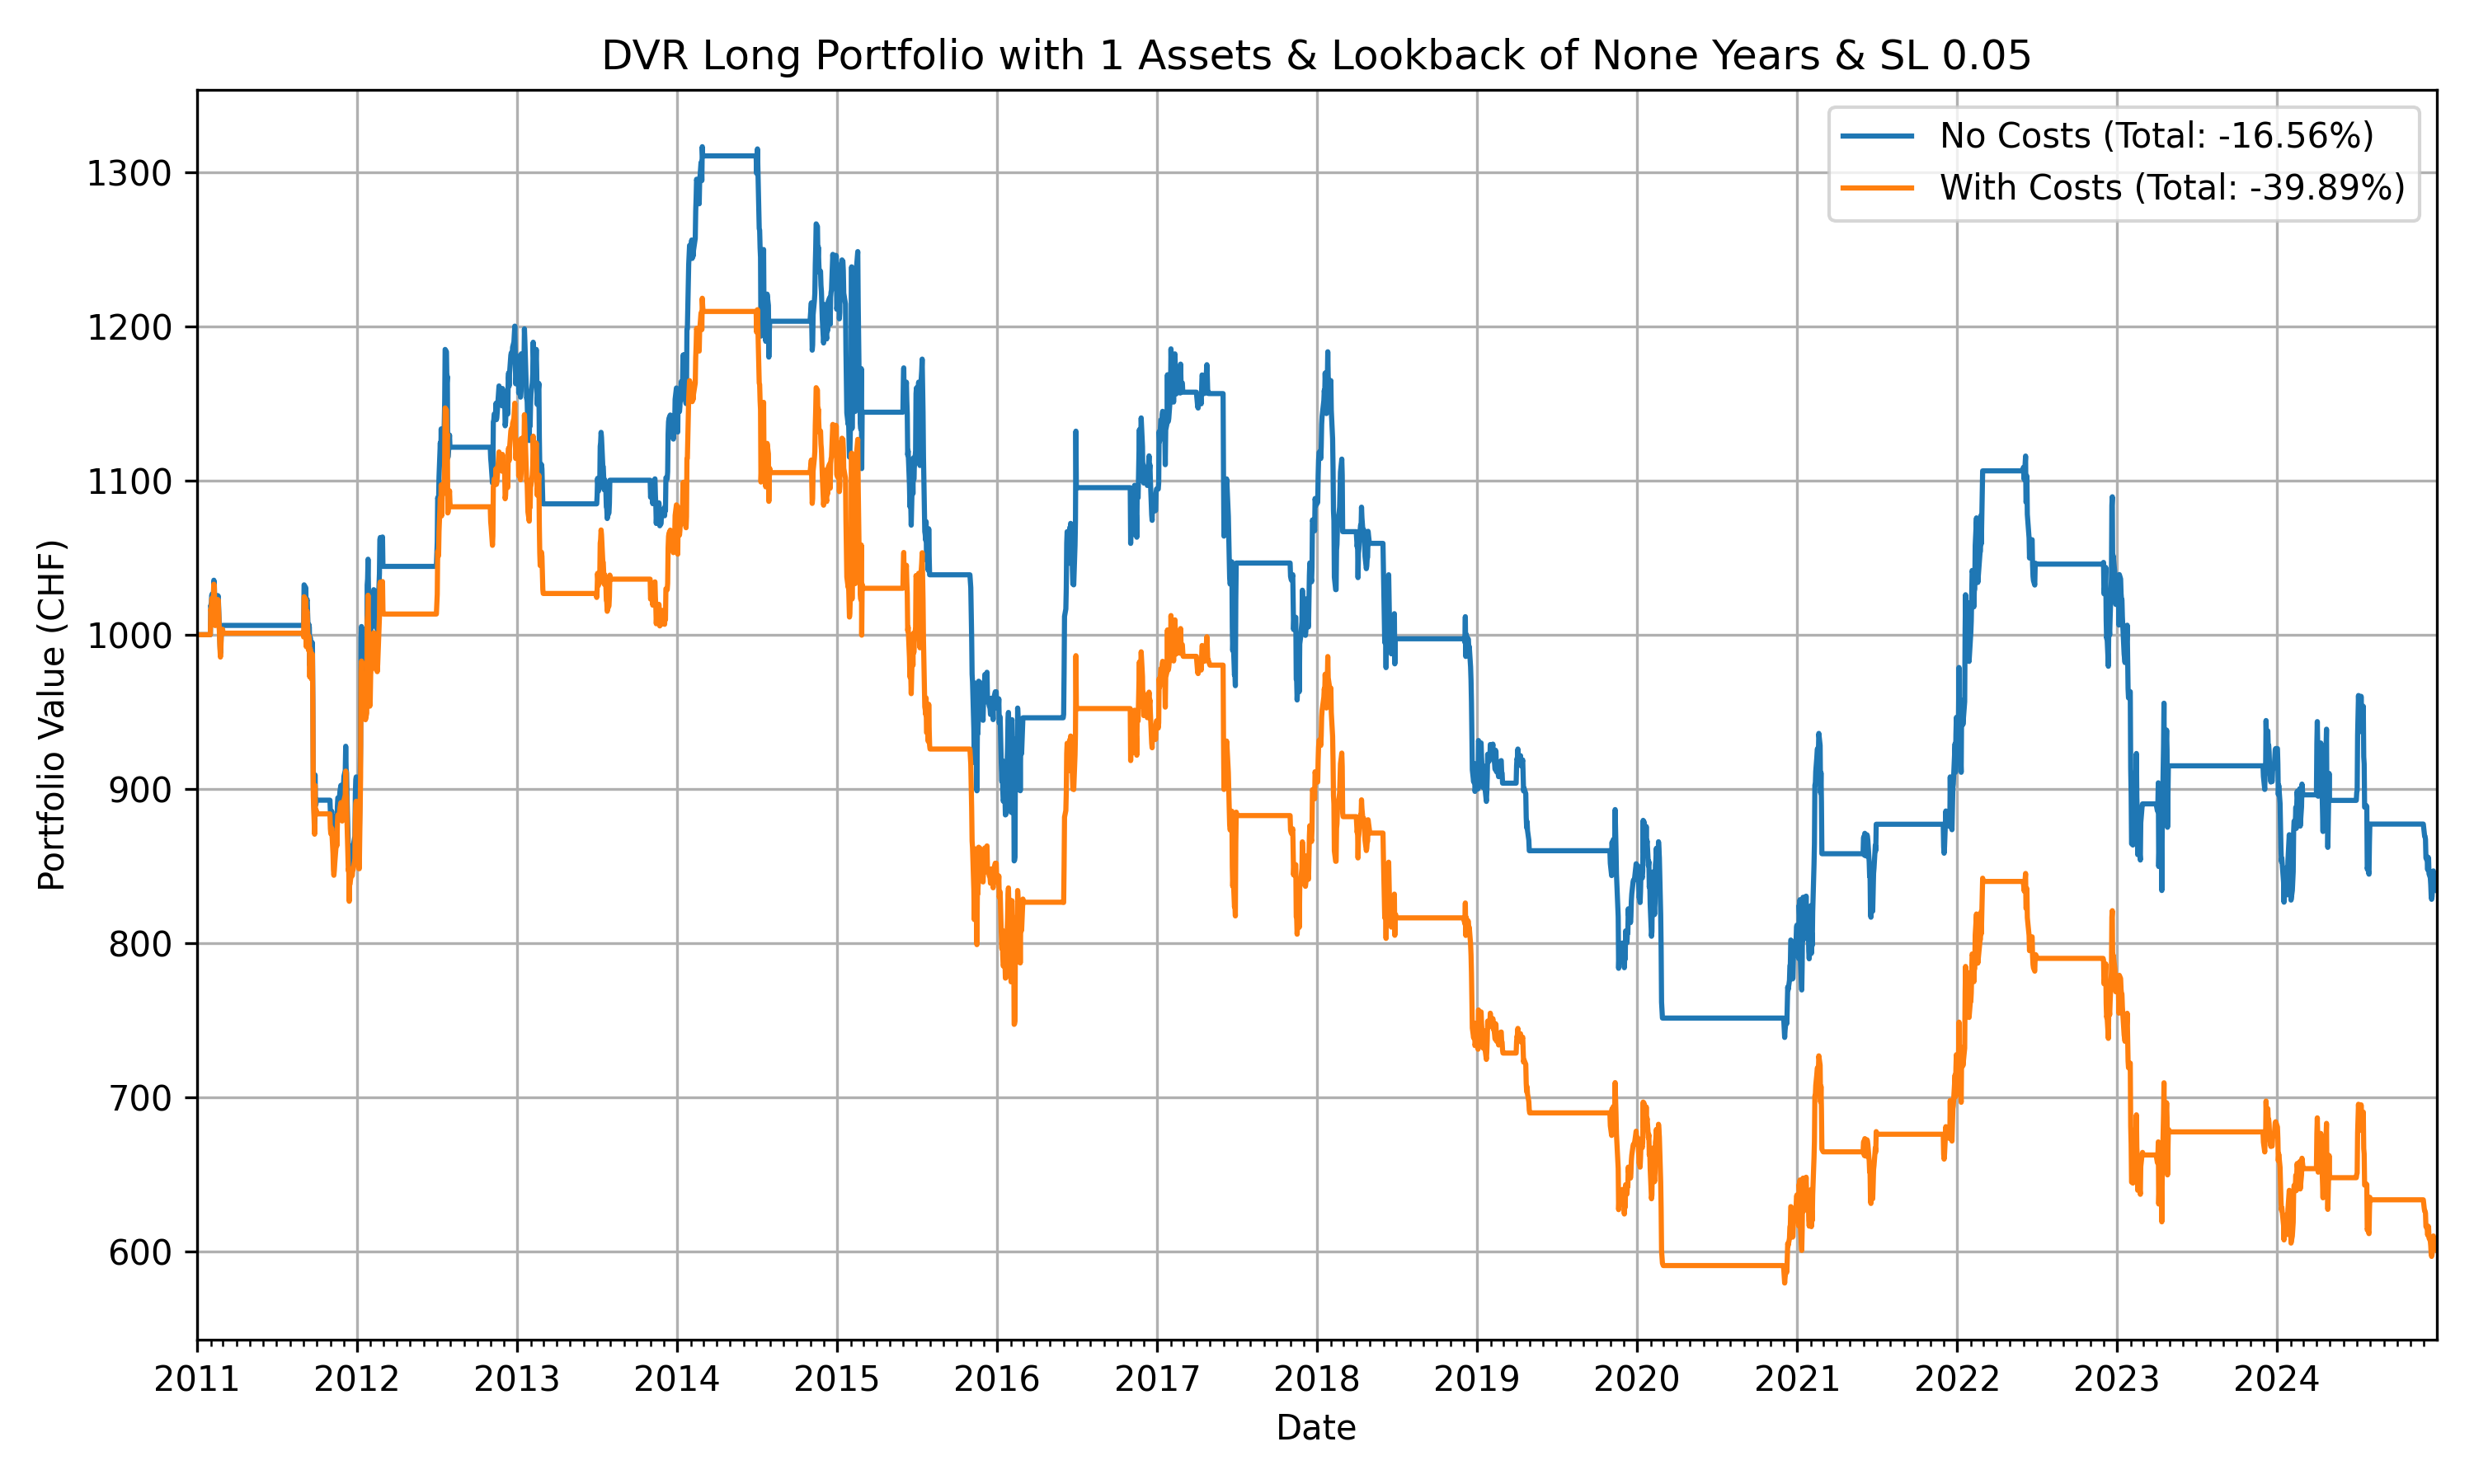 DVR Long Portfolio with 1 Assets & Lookback of None Years & SL 0.05
No Costs (Total: -16.56%)
With Costs (Total: -39.89%)
Portfolio Value (CHF)
1300
1200
1100
1000
900
800
700
600
2011 2012 2013 2014 2015 2016 2017 2018 2019 2020 2021 2022 2023 2024
Date